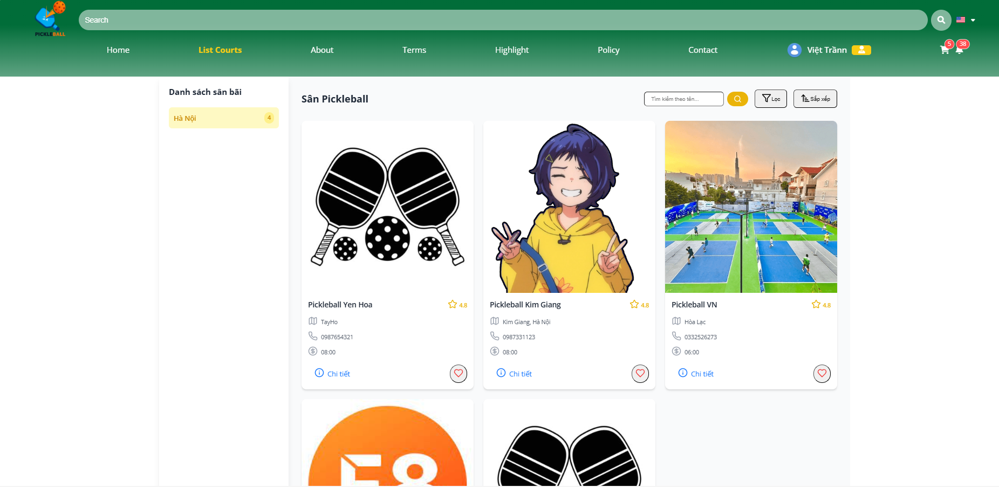 PICKLEBALL
Search
Home
List Courts
About
Terms
Highlight
Policy
Contact
Việt Trầnn
5
38
Danh sách sân bãi
Hà Nội
4
Sân Pickleball
Tìm kiếm theo tên...
Lọc
Sắp xếp
Pickleball Yen Hoa
4.8
TayHo
0987654321
08:00
Chi tiết
Pickleball Kim Giang
4.8
Kim Giang, Hà Nội
0987331123
08:00
Chi tiết
Pickleball VN
4.8
Hòa Lạc
0332526273
06:00
Chi tiết
F8